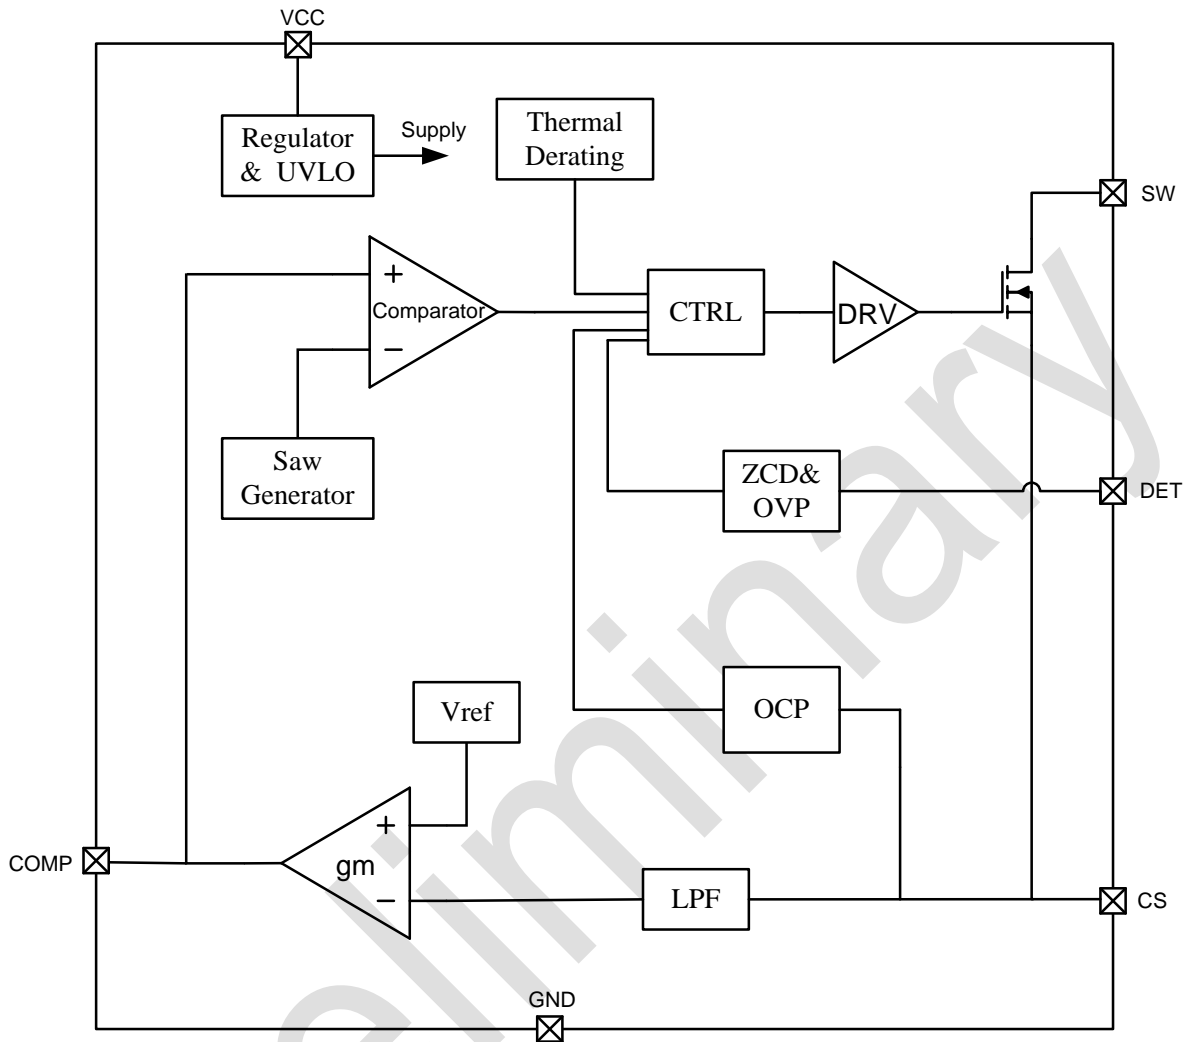 VCC
Regulator
& UVLO
Supply
Thermal
Derating
SW
+
Comparator
−
CTRL
DRV
Saw
Generator
ZCD&
OVP
DET
Vref
OCP
+
gm
−
COMP
LPF
CS
GND
eliminary